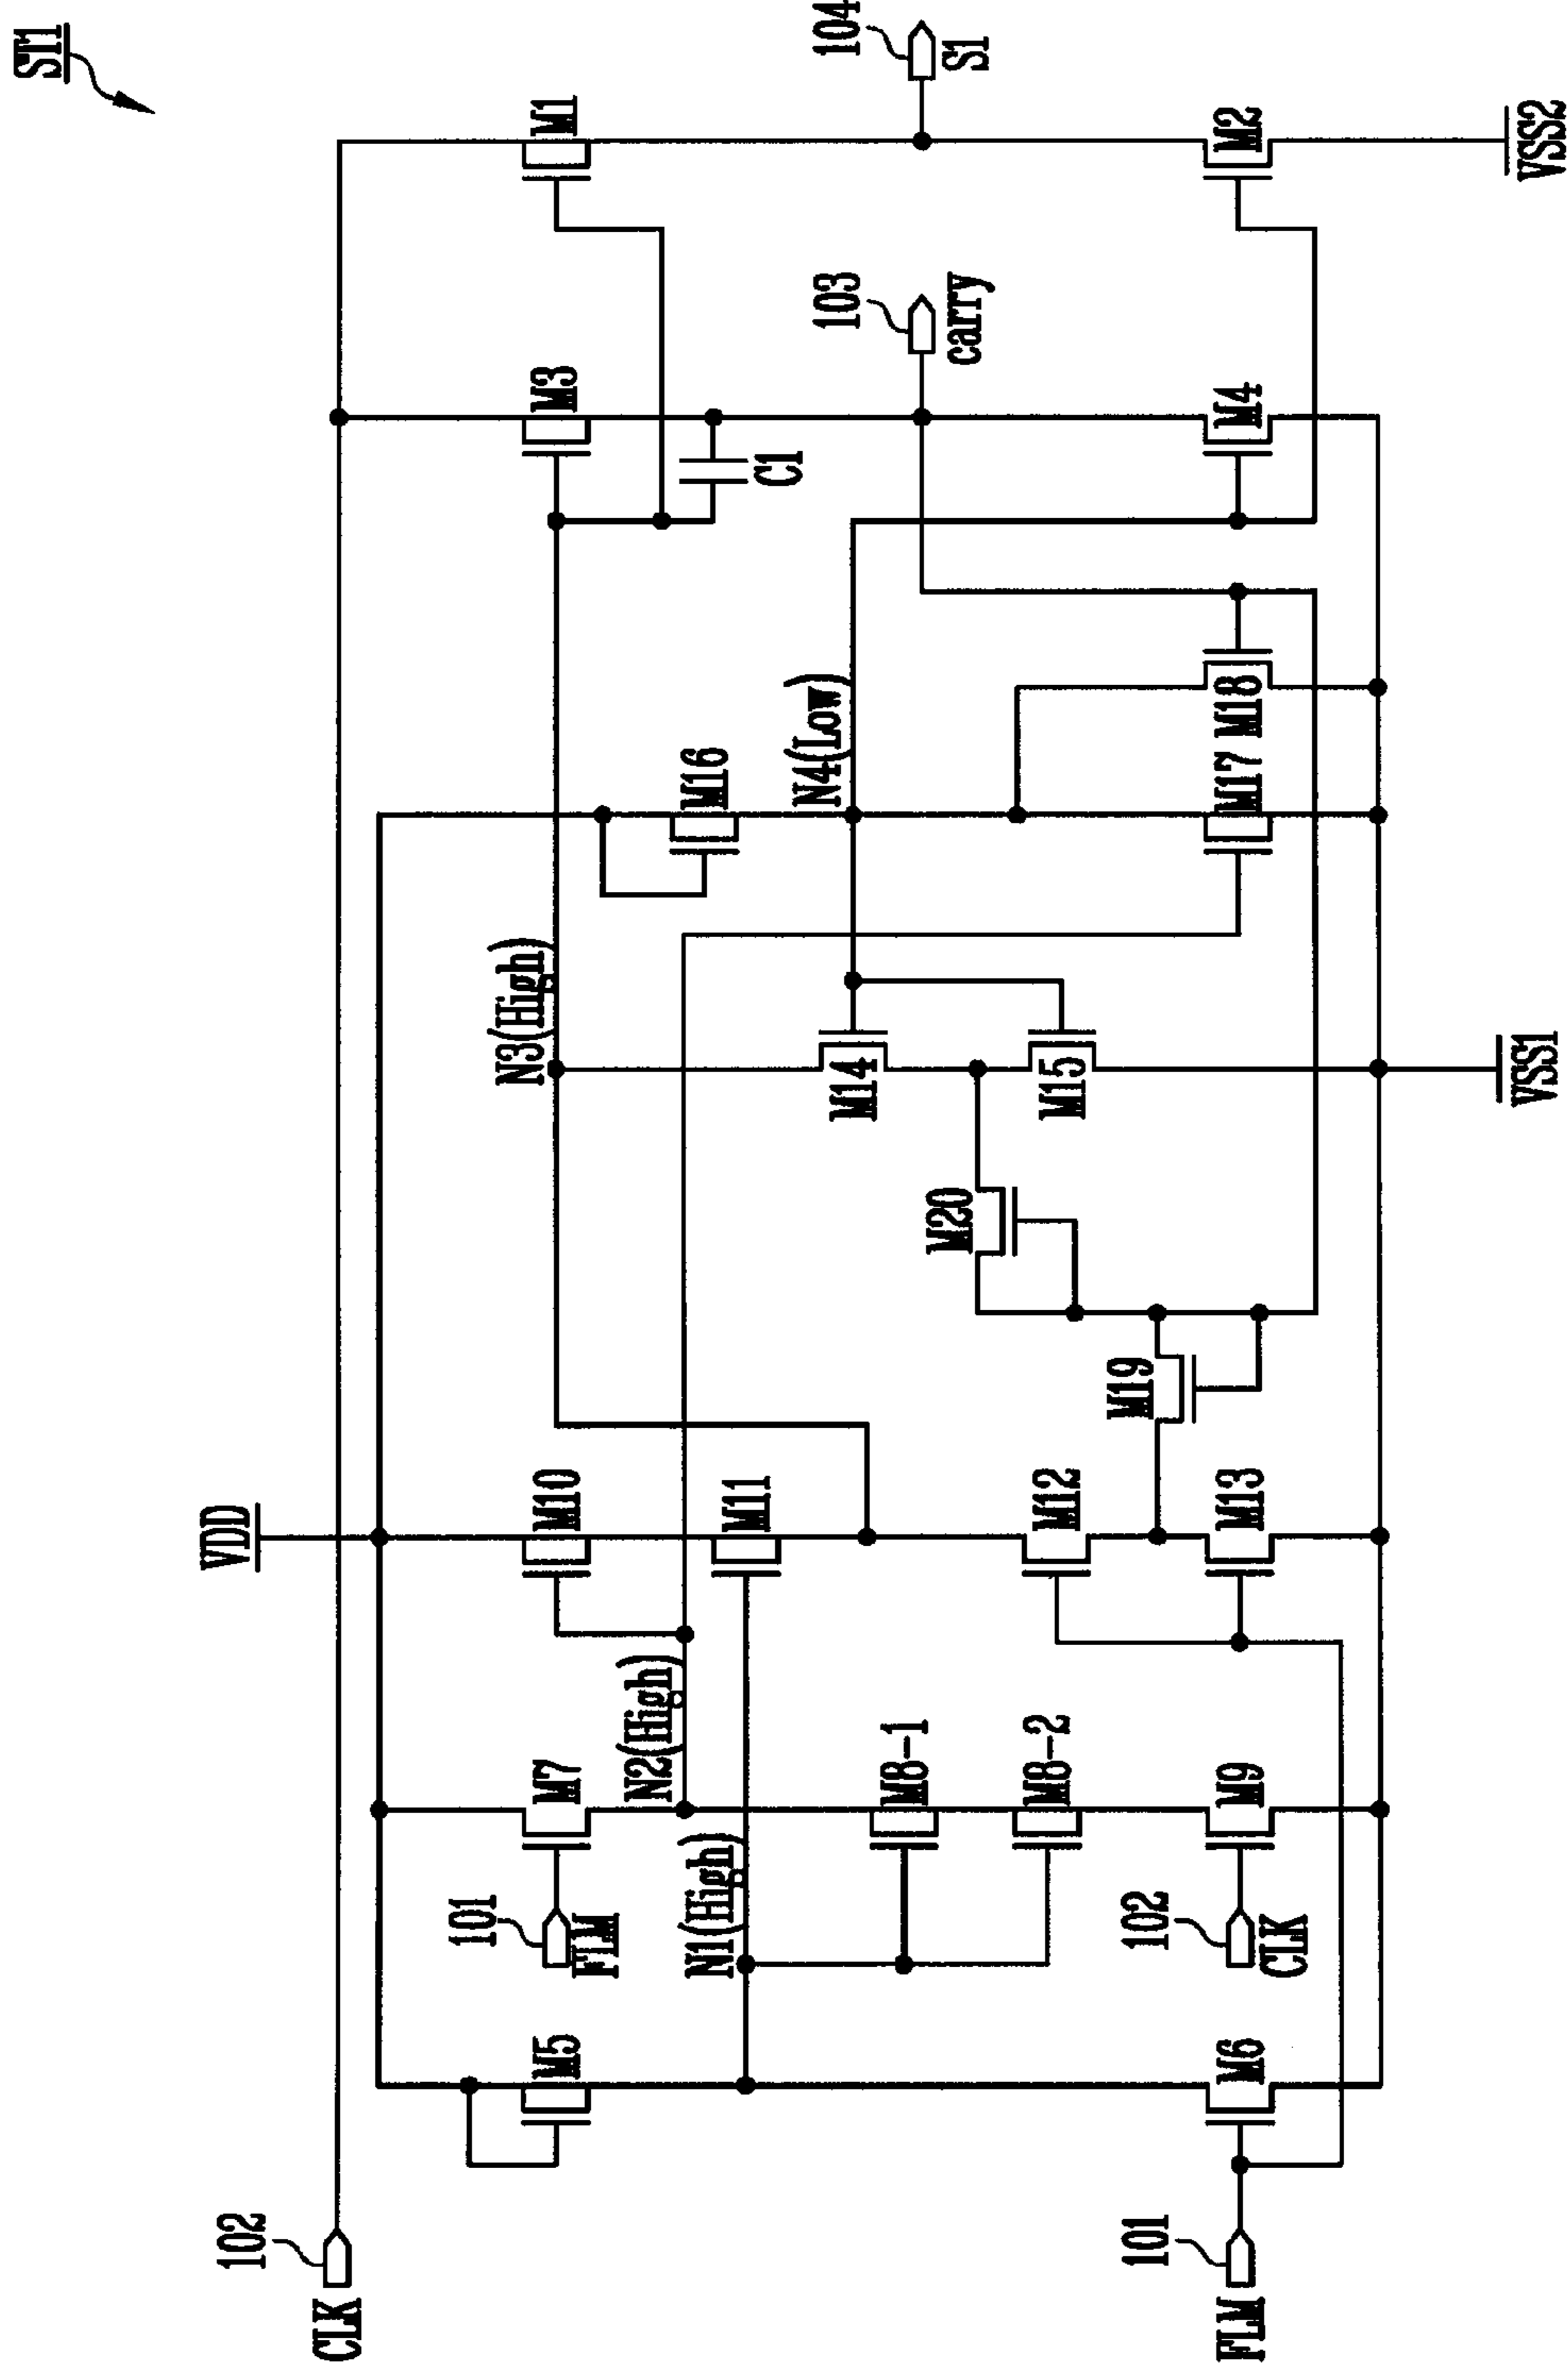 ST1
102
CLK
VDD
M5
M7
101
FLM
M10
M16
M3
M1
N1(High)
N2(High)
M11
N3(High)
C1
M8-1
M8-2
M12
M20
M14
M15
N4(Low)
103
carry
104
S1
102
CLK
M19
101
FLM
M6
M9
M13
M17
M18
M4
M2
VSS1
VSS2